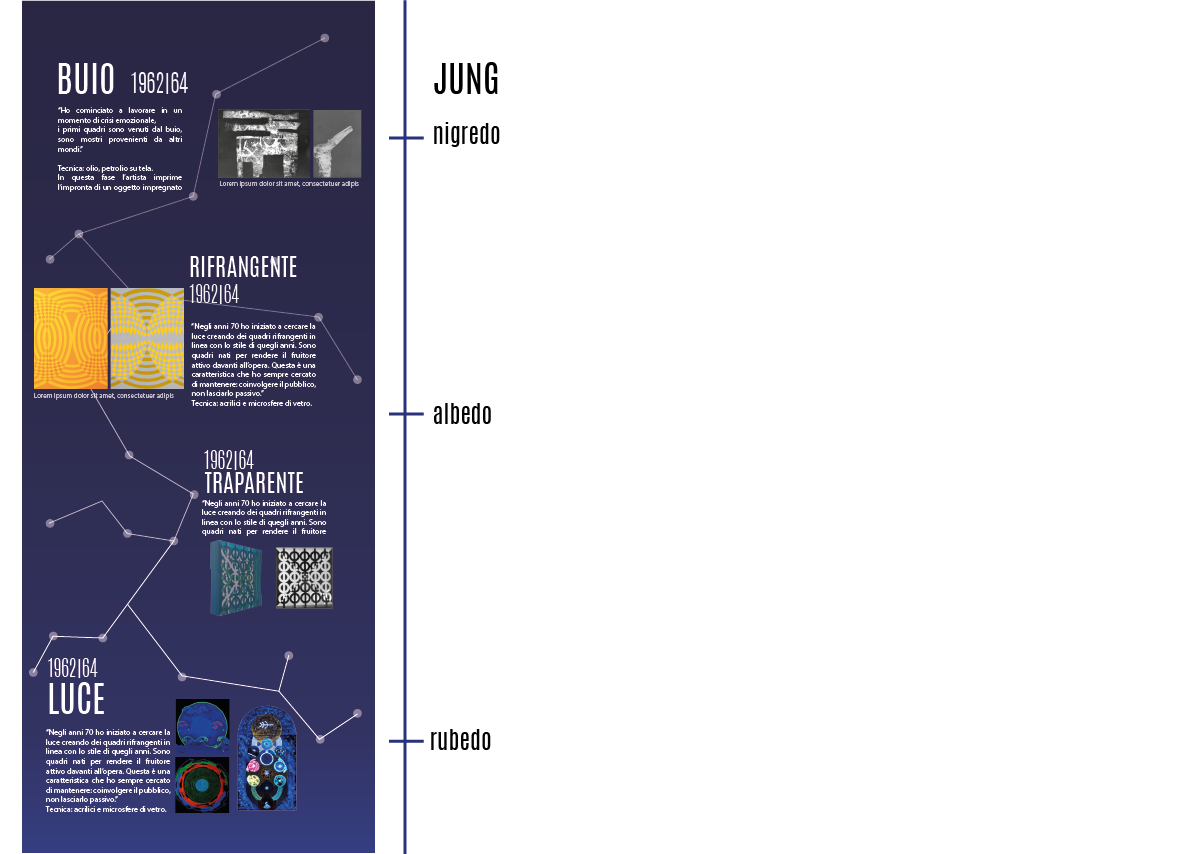 BUIO 1962|64
"Ho cominciato a lavorare in un
momento di crisi emozionale,
i primi quadri sono venuti dal buio,
sono mostri provenienti da altri
mondi."
Tecnica: olio, petrolio su tela.
In questa fase l'artista imprime
l'impronta di un oggetto impregnato
Lorem ipsum dolor sit amet, consectetuer adipis
RIFRANGENTE
1962|64
"Negli anni 70 ho iniziato a cercare la
luce creando dei quadri rifrangenti in
linea con lo stile di quegli anni. Sono
quadri nati per rendere il fruitore
attivo davanti all'opera. Questa è una
caratteristica che ho sempre cercato
di mantenere: coinvolgere il pubblico,
non lasciarlo passivo."
Tecnica: acrilici e microsfere di vetro.
Lorem ipsum dolor sit amet, consectetuer adipis
1962|64
TRAPARENTE
"Negli anni 70 ho iniziato a cercare la
luce creando dei quadri rifrangenti in
linea con lo stile di quegli anni. Sono
quadri nati per rendere il fruitore
1962|64
LUCE
"Negli anni 70 ho iniziato a cercare la
luce creando dei quadri rifrangenti in
linea con lo stile di quegli anni. Sono
quadri nati per rendere il fruitore
attivo davanti all'opera. Questa è una
caratteristica che ho sempre cercato
di mantenere: coinvolgere il pubblico,
non lasciarlo passivo."
Tecnica: acrilici e microsfere di vetro.
JUNG
nigredo
albedo
rubedo